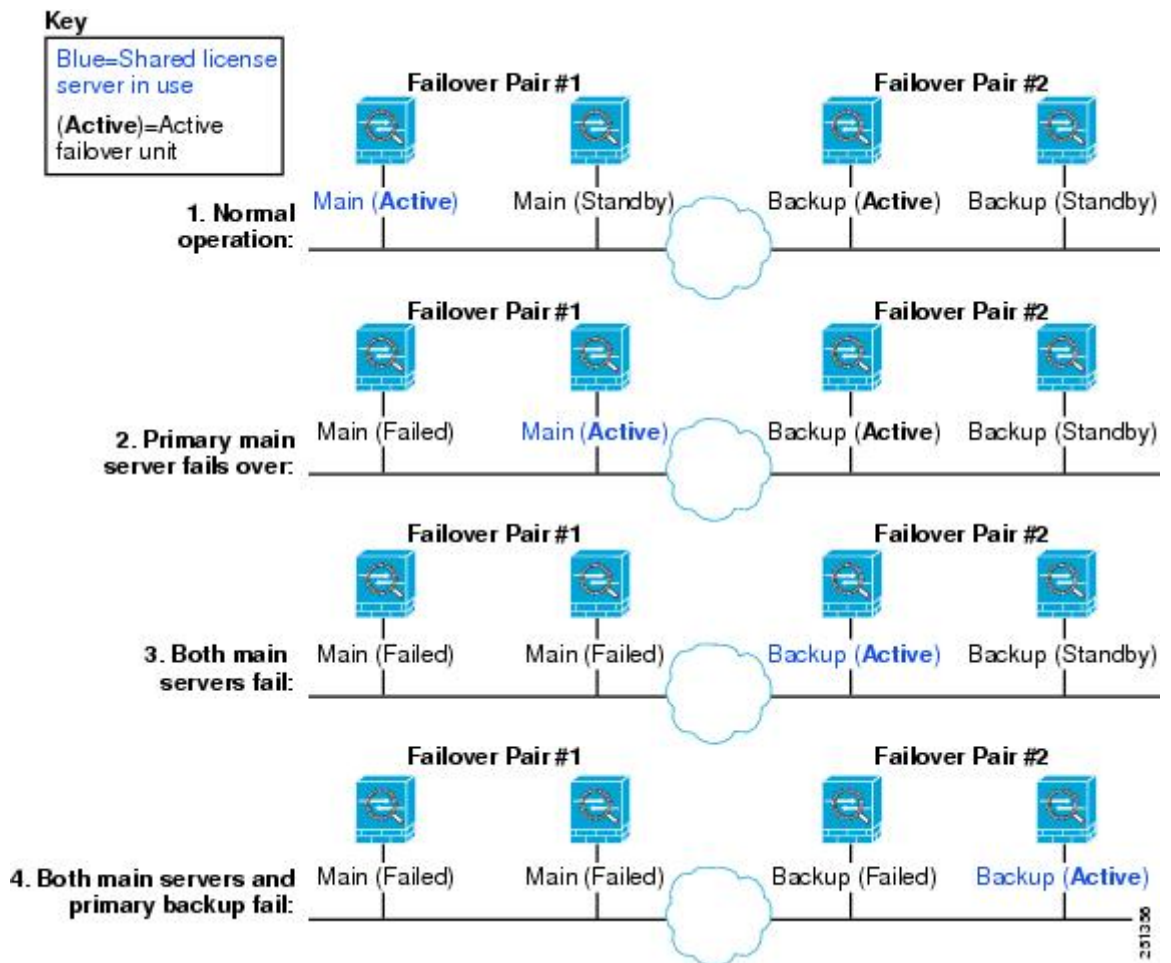 Key
Blue=Shared license
server in use
(Active)=Active
failover unit
Failover Pair #1
Failover Pair #2
1. Normal
operation:
Main (Active)
Main (Standby)
Backup (Active)
Backup (Standby)
Failover Pair #1
Failover Pair #2
2. Primary main
server fails over:
Main (Failed)
Main (Active)
Backup (Active)
Backup (Standby)
Failover Pair #1
Failover Pair #2
3. Both main
servers fail:
Main (Failed)
Main (Failed)
Backup (Active)
Backup (Standby)
Failover Pair #1
Failover Pair #2
4. Both main servers and
primary backup fail:
Main (Failed)
Main (Failed)
Backup (Failed)
Backup (Active)
251356